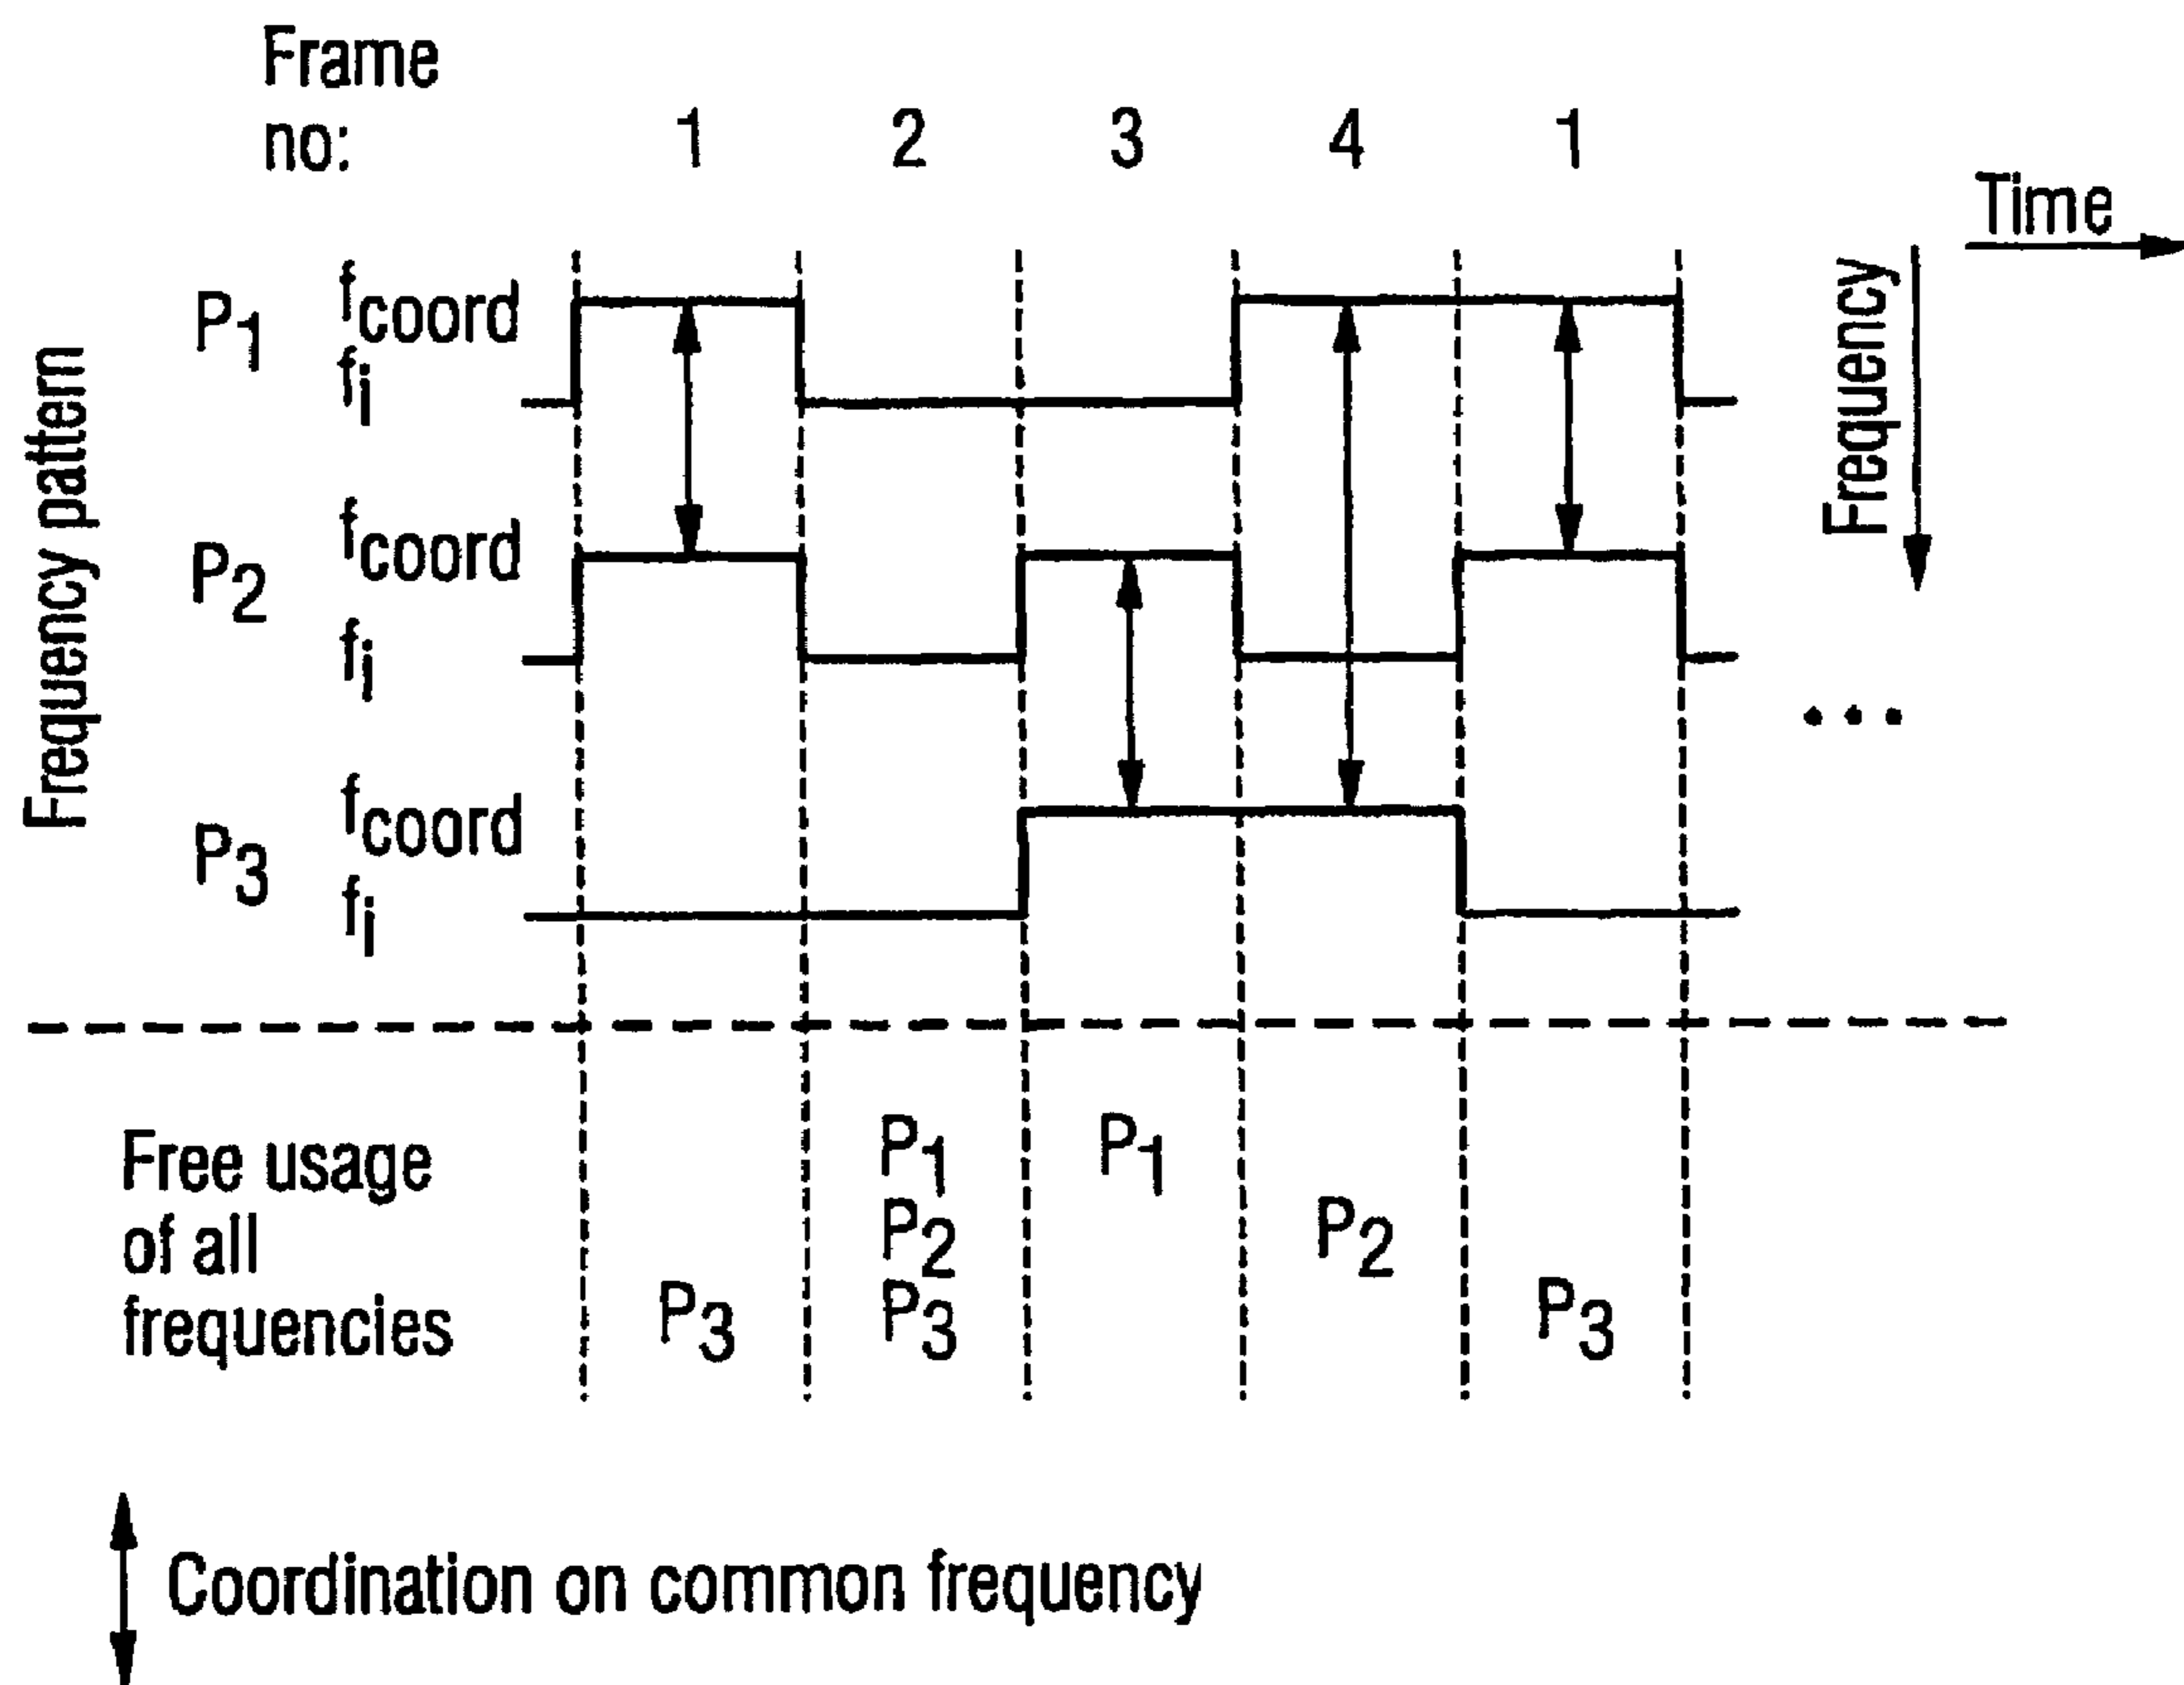 Frame
no: 1 2 3 4 1
Time
Frequency
Frequency pattern
P1 fcoord
fi
P2 fcoord
fj
P3 fcoord
fi
...
Free usage
of all
frequencies
P3
P1
P2
P3
P1
P2
P3
Coordination on common frequency